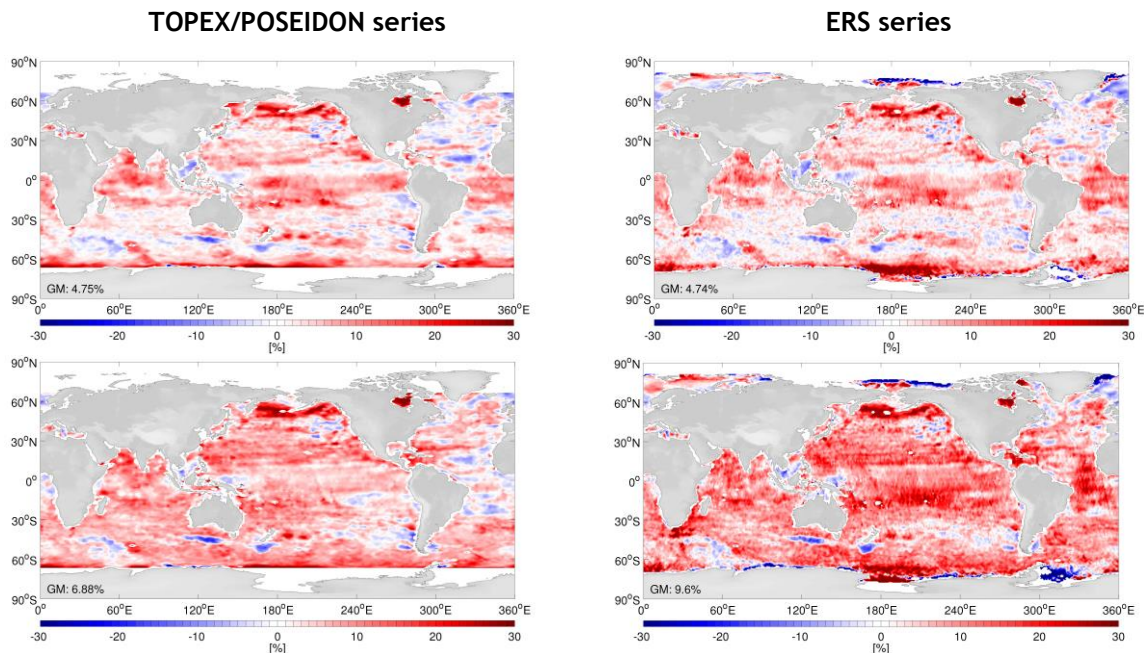 TOPEX/POSEIDON series
ERS series
90°N
60°N
30°N
0°
30°S
60°S
90°S
GM: 4.75%
0° 60°E 120°E 180°E 240°E 300°E 360°E
-30 -20 -10 0 10 20 30
[%]
90°N
60°N
30°N
0°
30°S
60°S
90°S
GM: 4.74%
0° 60°E 120°E 180°E 240°E 300°E 360°E
-30 -20 -10 0 10 20 30
[%]
90°N
60°N
30°N
0°
30°S
60°S
90°S
GM: 6.88%
0° 60°E 120°E 180°E 240°E 300°E 360°E
-30 -20 -10 0 10 20 30
[%]
90°N
60°N
30°N
0°
30°S
60°S
90°S
GM: 9.6%
0° 60°E 120°E 180°E 240°E 300°E 360°E
-30 -20 -10 0 10 20 30
[%]